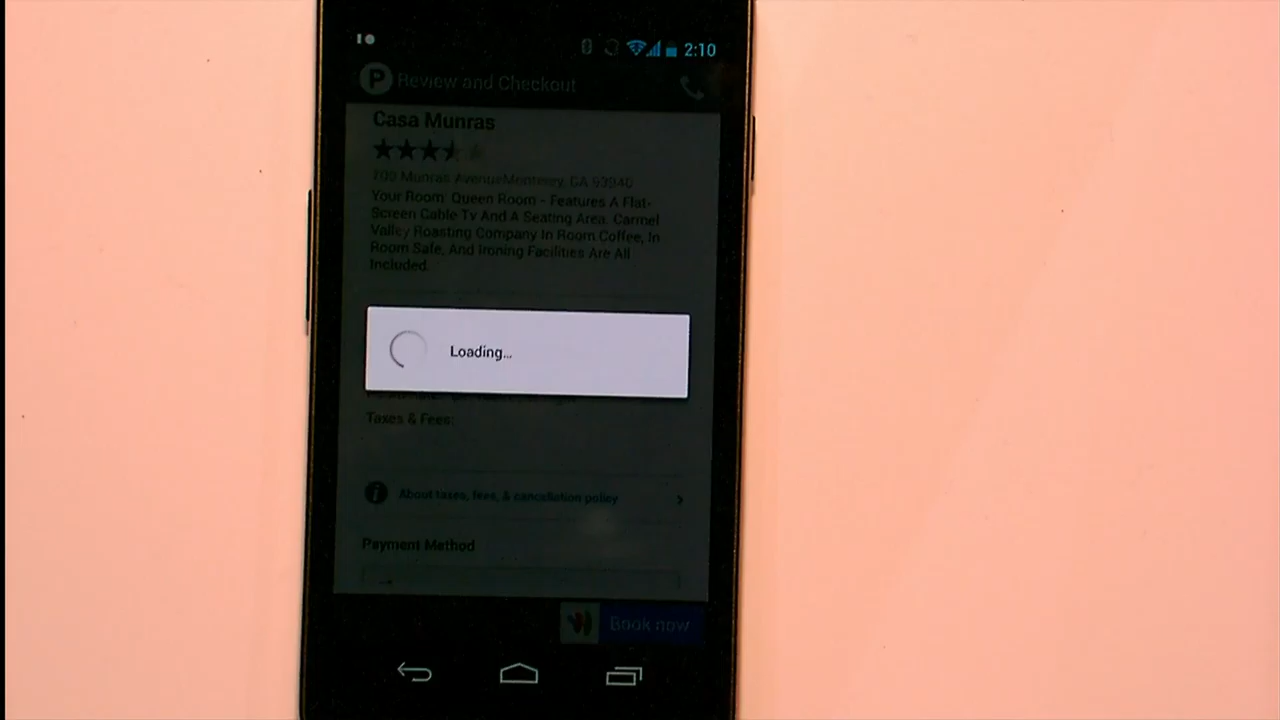 2:10
P Review and Checkout
Casa Munras
700 Munras AvenueMonterey, CA 93940
Your Room: Queen Room - Features A Flat-
Screen Cable Tv And A Seating Area. Carmel
Valley Roasting Company In Room Coffee, In
Room Safe, And Ironing Facilities Are All
Included.
Loading...
Taxes & Fees:
i About taxes, fees, & cancellation policy
Payment Method
Book now